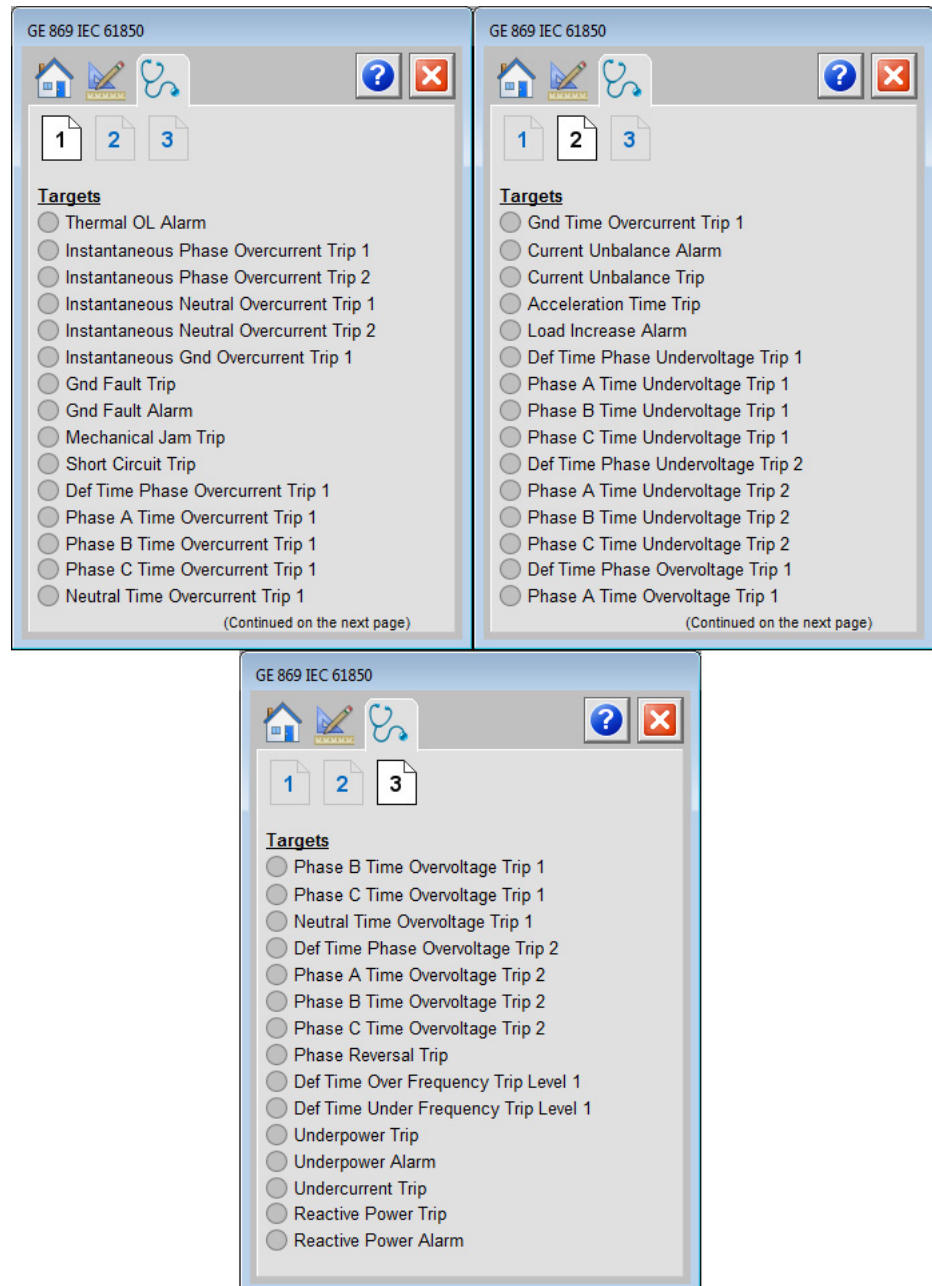 GE 869 IEC 61850
1 2 3
Targets
Thermal OL Alarm
Instantaneous Phase Overcurrent Trip 1
Instantaneous Phase Overcurrent Trip 2
Instantaneous Neutral Overcurrent Trip 1
Instantaneous Neutral Overcurrent Trip 2
Instantaneous Gnd Overcurrent Trip 1
Gnd Fault Trip
Gnd Fault Alarm
Mechanical Jam Trip
Short Circuit Trip
Def Time Phase Overcurrent Trip 1
Phase A Time Overcurrent Trip 1
Phase B Time Overcurrent Trip 1
Phase C Time Overcurrent Trip 1
Neutral Time Overcurrent Trip 1
(Continued on the next page)
GE 869 IEC 61850
1 2 3
Targets
Gnd Time Overcurrent Trip 1
Current Unbalance Alarm
Current Unbalance Trip
Acceleration Time Trip
Load Increase Alarm
Def Time Phase Undervoltage Trip 1
Phase A Time Undervoltage Trip 1
Phase B Time Undervoltage Trip 1
Phase C Time Undervoltage Trip 1
Def Time Phase Undervoltage Trip 2
Phase A Time Undervoltage Trip 2
Phase B Time Undervoltage Trip 2
Phase C Time Undervoltage Trip 2
Def Time Phase Overvoltage Trip 1
Phase A Time Overvoltage Trip 1
(Continued on the next page)
GE 869 IEC 61850
1 2 3
Targets
Phase B Time Overvoltage Trip 1
Phase C Time Overvoltage Trip 1
Neutral Time Overvoltage Trip 1
Def Time Phase Overvoltage Trip 2
Phase A Time Overvoltage Trip 2
Phase B Time Overvoltage Trip 2
Phase C Time Overvoltage Trip 2
Phase Reversal Trip
Def Time Over Frequency Trip Level 1
Def Time Under Frequency Trip Level 1
Underpower Trip
Underpower Alarm
Undercurrent Trip
Reactive Power Trip
Reactive Power Alarm